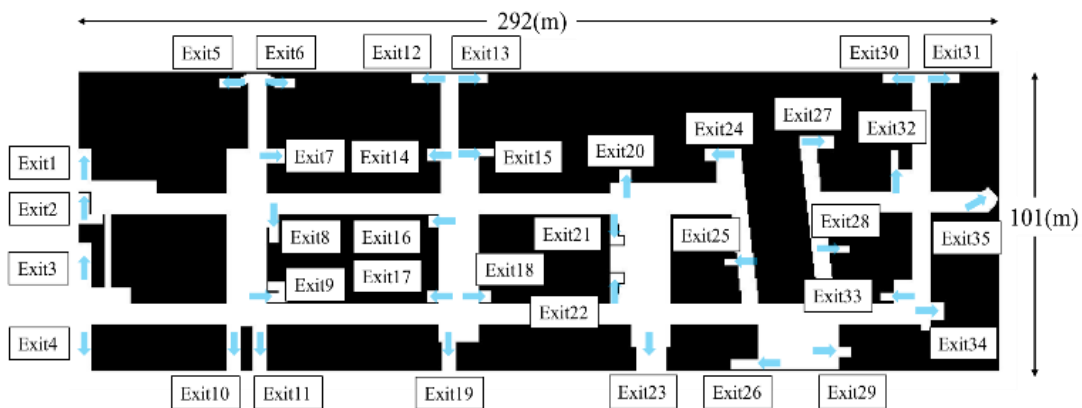 292(m)
Exit5
Exit6
Exit12
Exit13
Exit30
Exit31
Exit27
Exit24
Exit32
Exit1
Exit7
Exit14
Exit15
Exit20
Exit2
Exit8
Exit16
Exit21
Exit28
Exit35
101(m)
Exit25
Exit3
Exit9
Exit17
Exit18
Exit33
Exit22
Exit4
Exit34
Exit10
Exit11
Exit19
Exit23
Exit26
Exit29